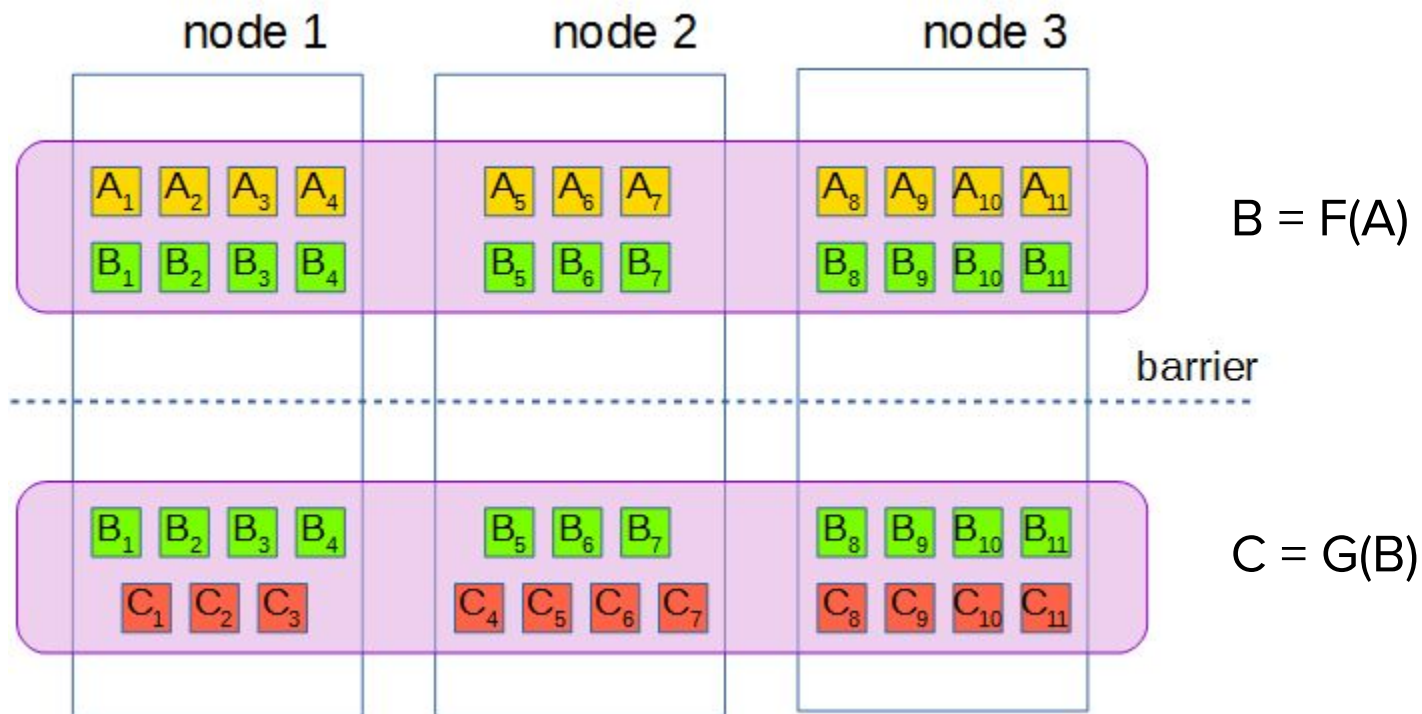 node 1 node 2 node 3
A₁ A₂ A₃ A₄ A₅ A₆ A₇ A₈ A₉ A₁₀ A₁₁
B = F(A)
B₁ B₂ B₃ B₄ B₅ B₆ B₇ B₈ B₉ B₁₀ B₁₁
barrier
B₁ B₂ B₃ B₄ B₅ B₆ B₇ B₈ B₉ B₁₀ B₁₁
C = G(B)
C₁ C₂ C₃ C₄ C₅ C₆ C₇ C₈ C₉ C₁₀ C₁₁